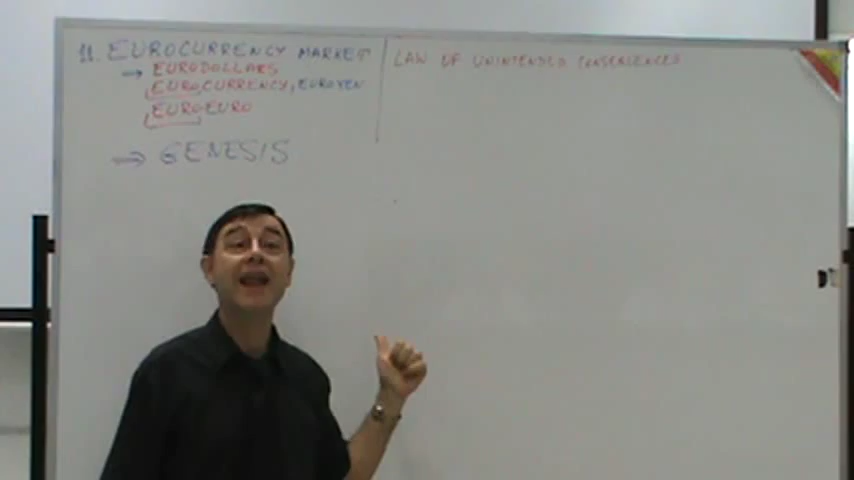 11. EUROCURRENCY MARKET
→ EURODOLLARS
EUROCURRENCY, EUROYEN
EUROEURO
→ GENESIS
LAW OF UNINTENDED CONSEQUENCES